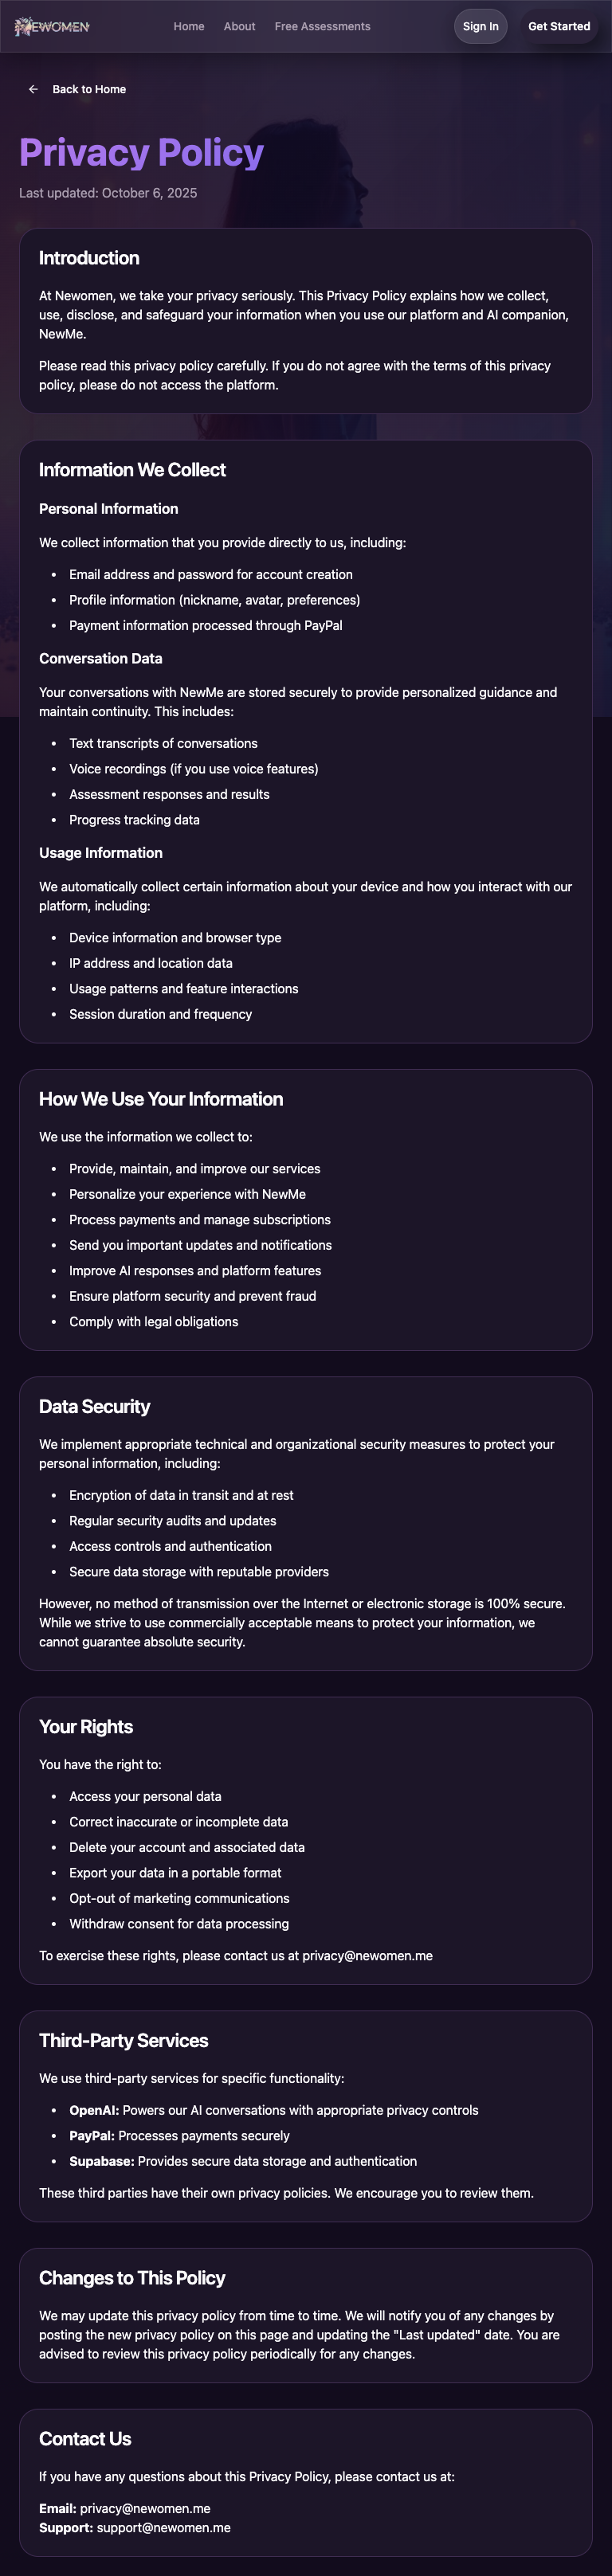 NEWOMEN
Home
About
Free Assessments
Sign In
Get Started
Back to Home
Privacy Policy
Last updated: October 6, 2025
Introduction
At Newomen, we take your privacy seriously. This Privacy Policy explains how we collect,
use, disclose, and safeguard your information when you use our platform and AI companion,
NewMe.
Please read this privacy policy carefully. If you do not agree with the terms of this privacy
policy, please do not access the platform.
Information We Collect
Personal Information
We collect information that you provide directly to us, including:
• Email address and password for account creation
• Profile information (nickname, avatar, preferences)
• Payment information processed through PayPal
Conversation Data
Your conversations with NewMe are stored securely to provide personalized guidance and
maintain continuity. This includes:
• Text transcripts of conversations
• Voice recordings (if you use voice features)
• Assessment responses and results
• Progress tracking data
Usage Information
We automatically collect certain information about your device and how you interact with our
platform, including:
• Device information and browser type
• IP address and location data
• Usage patterns and feature interactions
• Session duration and frequency
How We Use Your Information
We use the information we collect to:
• Provide, maintain, and improve our services
• Personalize your experience with NewMe
• Process payments and manage subscriptions
• Send you important updates and notifications
• Improve AI responses and platform features
• Ensure platform security and prevent fraud
• Comply with legal obligations
Data Security
We implement appropriate technical and organizational security measures to protect your
personal information, including:
• Encryption of data in transit and at rest
• Regular security audits and updates
• Access controls and authentication
• Secure data storage with reputable providers
However, no method of transmission over the Internet or electronic storage is 100% secure.
While we strive to use commercially acceptable means to protect your information, we
cannot guarantee absolute security.
Your Rights
You have the right to:
• Access your personal data
• Correct inaccurate or incomplete data
• Delete your account and associated data
• Export your data in a portable format
• Opt-out of marketing communications
• Withdraw consent for data processing
To exercise these rights, please contact us at privacy@newomen.me
Third-Party Services
We use third-party services for specific functionality:
• OpenAI: Powers our AI conversations with appropriate privacy controls
• PayPal: Processes payments securely
• Supabase: Provides secure data storage and authentication
These third parties have their own privacy policies. We encourage you to review them.
Changes to This Policy
We may update this privacy policy from time to time. We will notify you of any changes by
posting the new privacy policy on this page and updating the "Last updated" date. You are
advised to review this privacy policy periodically for any changes.
Contact Us
If you have any questions about this Privacy Policy, please contact us at:
Email: privacy@newomen.me
Support: support@newomen.me